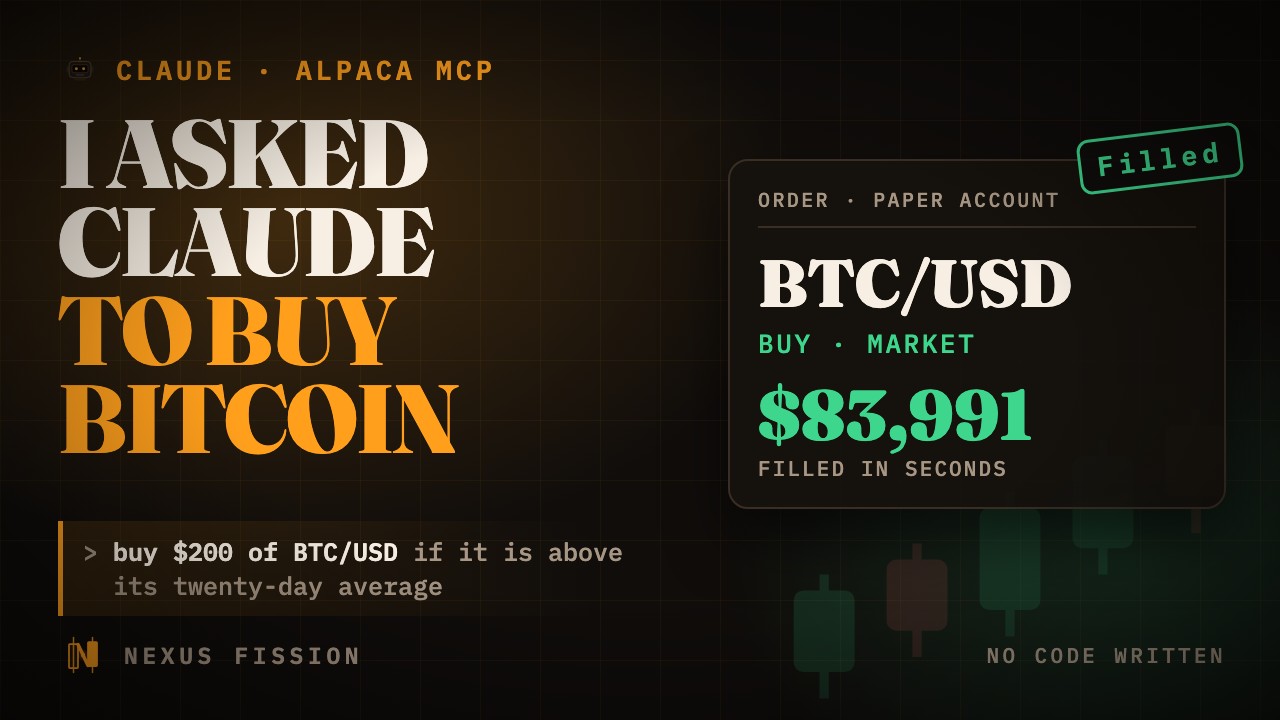 CLAUDE · ALPACA MCP
I ASKED
CLAUDE
TO BUY
BITCOIN
> buy $200 of BTC/USD if it is above
its twenty-day average
NEXUS FISSION
Filled
ORDER · PAPER ACCOUNT
BTC/USD
BUY · MARKET
$83,991
FILLED IN SECONDS
NO CODE WRITTEN